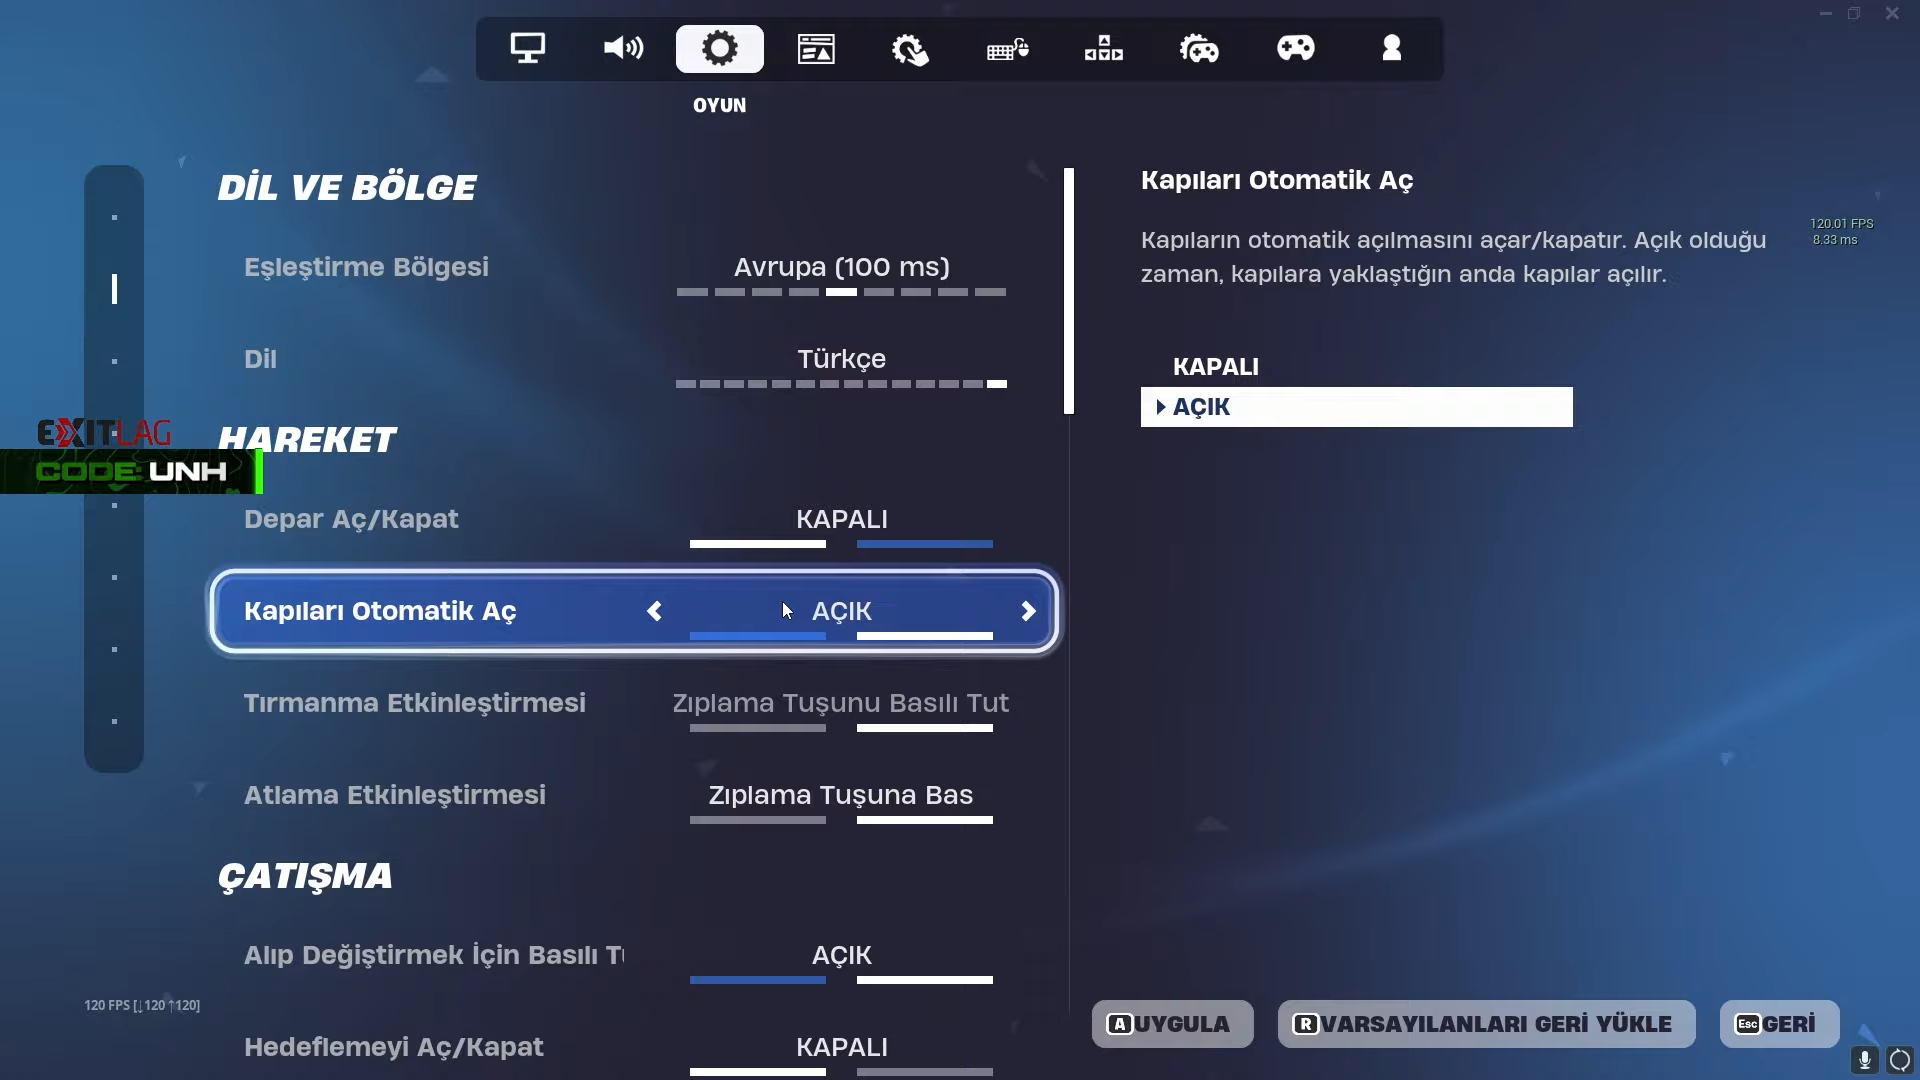 OYUN
DİL VE BÖLGE
Eşleştirme Bölgesi
Avrupa (100 ms)
Dil
Türkçe
EXITLAG
CODE: UNH
HAREKET
Depar Aç/Kapat
KAPALI
Kapıları Otomatik Aç
AÇIK
Tırmanma Etkinleştirmesi
Zıplama Tuşunu Basılı Tut
Atlama Etkinleştirmesi
Zıplama Tuşuna Bas
ÇATIŞMA
Alıp Değiştirmek İçin Basılı Tu
AÇIK
Hedeflemeyi Aç/Kapat
KAPALI
120 FPS [↓120 ↑120]
Kapıları Otomatik Aç
Kapıların otomatik açılmasını açar/kapatır. Açık olduğu
zaman, kapılara yaklaştığın anda kapılar açılır.
KAPALI
AÇIK
120.01 FPS
8.33 ms
A UYGULA
R VARSAYILANLARI GERİ YÜKLE
Esc GERİ